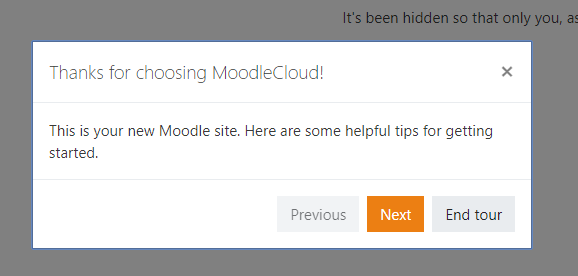 It's been hidden so that only you, as
Thanks for choosing MoodleCloud!
This is your new Moodle site. Here are some helpful tips for getting
started.
Previous Next End tour